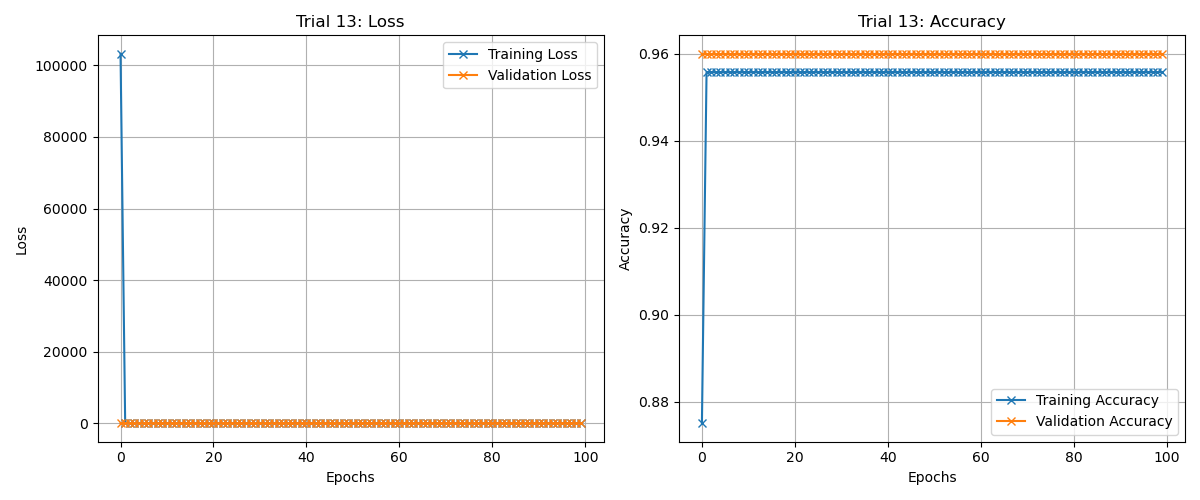 Trial 13: Loss
100000
80000
60000
40000
20000
0
Loss
0 20 40 60 80 100
Epochs
Training Loss
Validation Loss
Trial 13: Accuracy
0.96
0.94
0.92
0.90
0.88
Accuracy
0 20 40 60 80 100
Epochs
Training Accuracy
Validation Accuracy